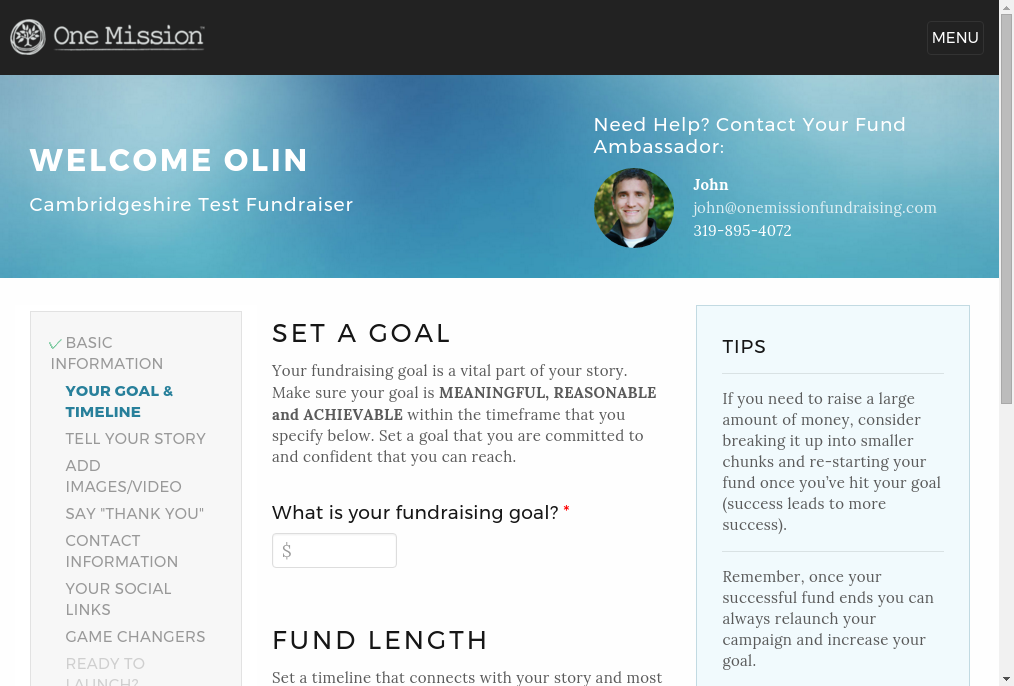 One Mission
MENU
WELCOME OLIN
Cambridgeshire Test Fundraiser
Need Help? Contact Your Fund
Ambassador:
John
john@onemissionfundraising.com
319-895-4072
BASIC
INFORMATION
YOUR GOAL &
TIMELINE
TELL YOUR STORY
ADD
IMAGES/VIDEO
SAY "THANK YOU"
CONTACT
INFORMATION
YOUR SOCIAL
LINKS
GAME CHANGERS
READY TO
LAUNCH?
SET A GOAL
Your fundraising goal is a vital part of your story.
Make sure your goal is MEANINGFUL, REASONABLE
and ACHIEVABLE within the timeframe that you
specify below. Set a goal that you are committed to
and confident that you can reach.
What is your fundraising goal? *
$
FUND LENGTH
Set a timeline that connects with your story and most
TIPS
If you need to raise a large
amount of money, consider
breaking it up into smaller
chunks and re-starting your
fund once you’ve hit your goal
(success leads to more
success).
Remember, once your
successful fund ends you can
always relaunch your
campaign and increase your
goal.